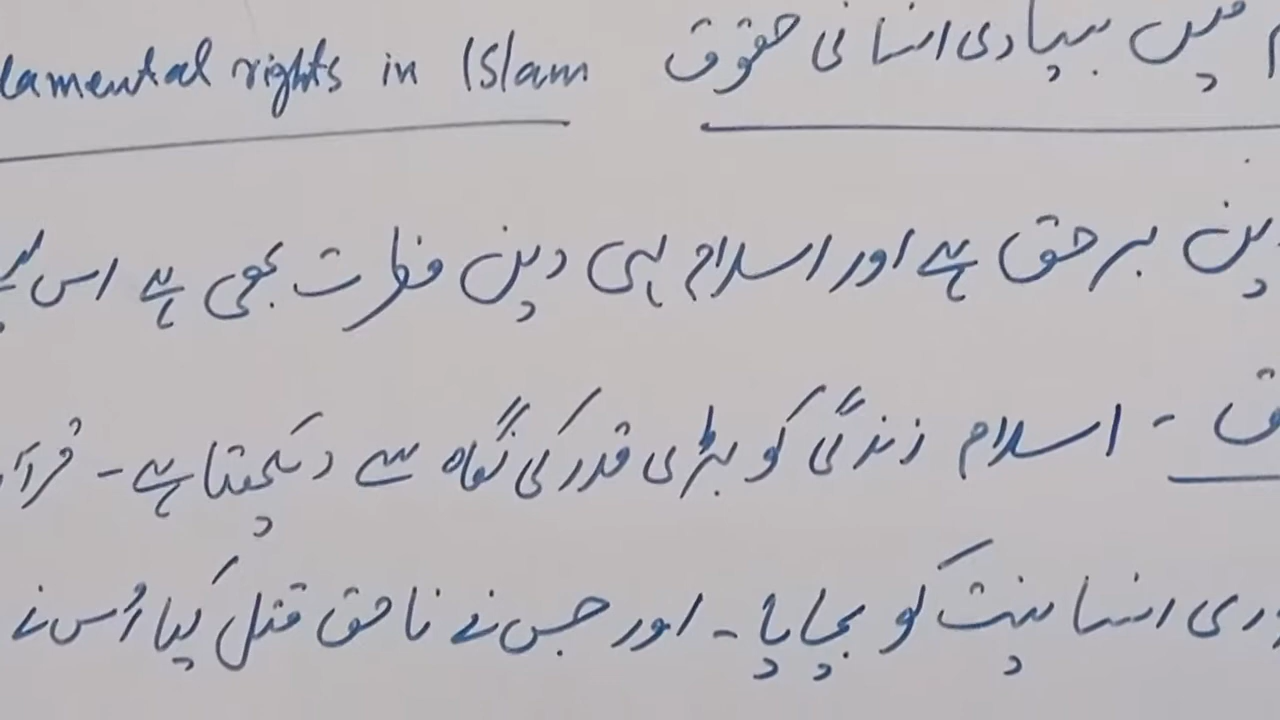 میں بنیادی انسانی حقوق lamental rights in Islam
دین برحق ہے اور اسلام ہی دین فطرت بھی ہے اس لیے
ق - اسلام زندگی کو بڑی قدر کی نگاہ سے دیکھتا ہے - قرآ
وری انسانیت کو بچایا - اور جس نے ناحق قتل کیا اُس نے